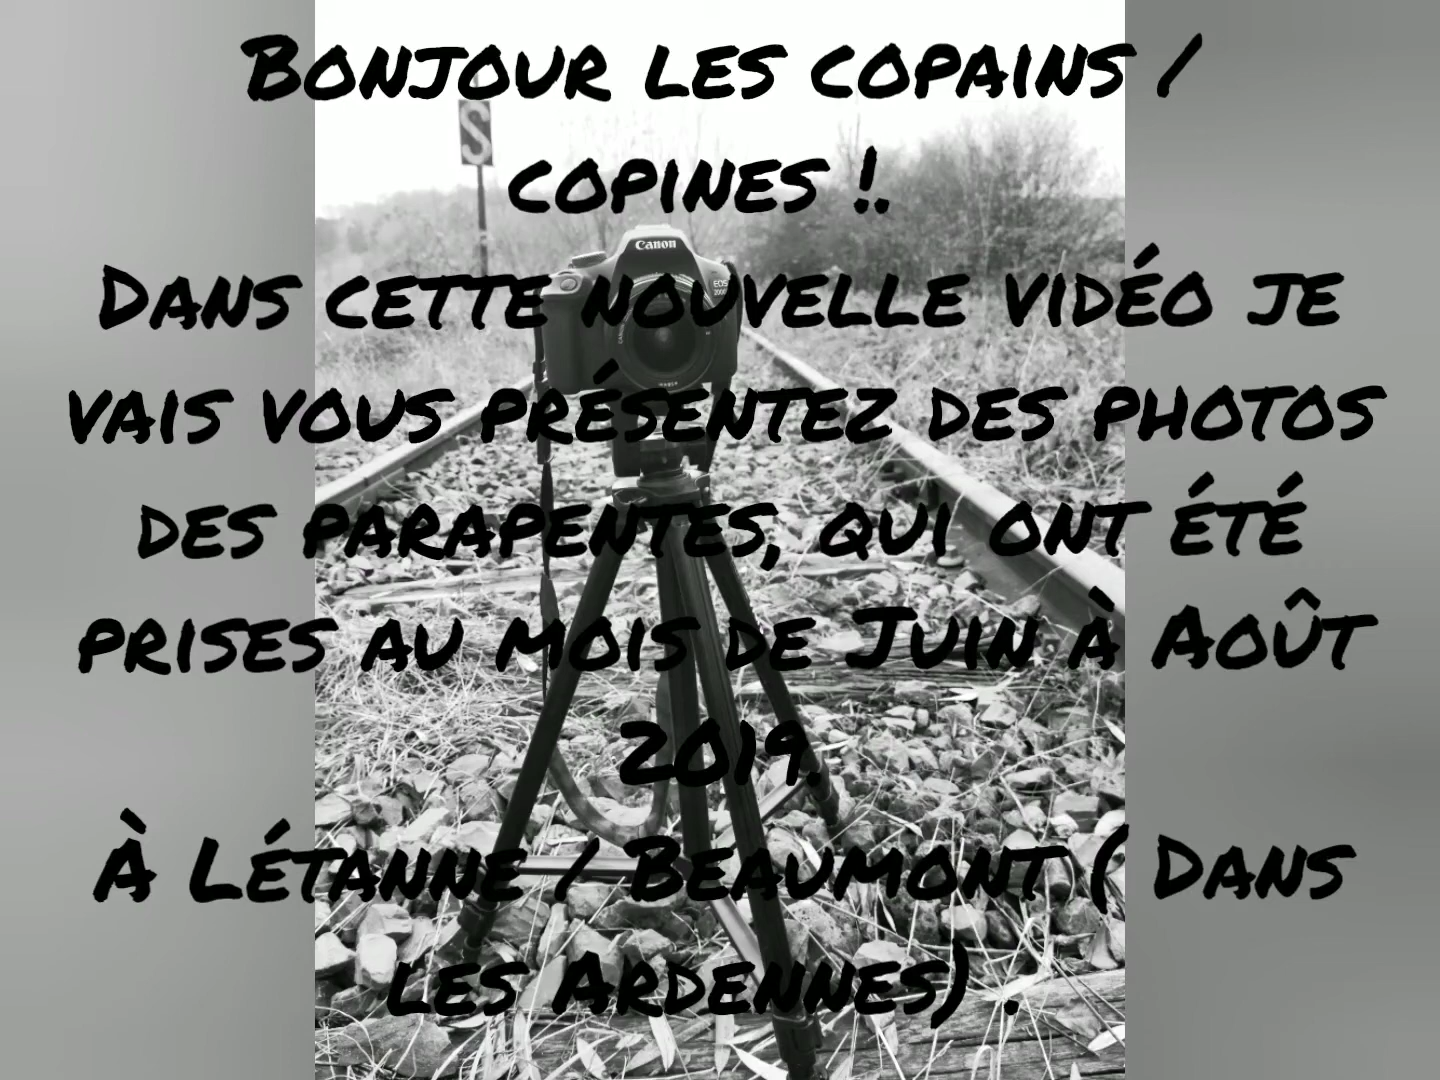 Bonjour les copains /
copines !.
Dans cette nouvelle vidéo je
vais vous présentez des photos
des parapentes, qui ont été
prises au mois de Juin à Août
2019.
À Létanne / Beaumont ( Dans
les Ardennes) .
S
Canon
EOS
2000D